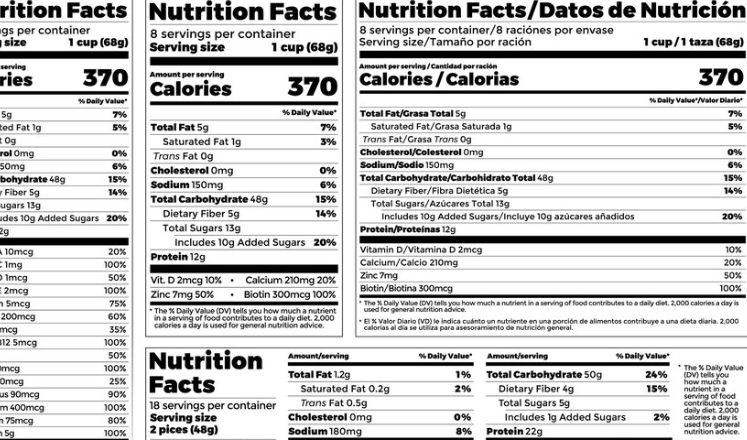 rition Facts
ngs per container
g size 1 cup (68g)
serving
ries 370
% Daily Value*
5g 7%
ted Fat 1g 5%
t 0g
rol 0mg 0%
50mg 6%
bohydrate 48g 15%
y Fiber 5g 14%
ugars 13g
udes 10g Added Sugars 20%
2g
A 10mcg 20%
C 1mg 100%
D 1mcg 50%
E 2mcg 100%
n 5mcg 75%
200mcg 60%
mcg 35%
B12 5mcg 100%
50%
0mcg 100%
0mcg 25%
us 90mcg 90%
m 400mcg 100%
m 75mcg 80%
n 5g 100%
Nutrition Facts
8 servings per container
Serving size 1 cup (68g)
Amount per serving
Calories 370
% Daily Value*
Total Fat 5g 7%
Saturated Fat 1g 3%
Trans Fat 0g
Cholesterol 0mg 0%
Sodium 150mg 6%
Total Carbohydrate 48g 15%
Dietary Fiber 5g 14%
Total Sugars 13g
Includes 10g Added Sugars 20%
Protein 12g
Vit. D 2mcg 10% • Calcium 210mg 20%
Zinc 7mg 50% • Biotin 300mcg 100%
* The % Daily Value (DV) tells you how much a nutrient
in a serving of food contributes to a daily diet. 2,000
calories a day is used for general nutrition advice.
Nutrition Facts/Datos de Nutrición
8 servings per container/8 raciónes por envase
Serving size/Tamaño por ración 1 cup / 1 taza (68g)
Amount per serving / Cantidad por ración
Calories / Calorias 370
% Daily Value*/Valor Diario*
Total Fat/Grasa Total 5g 7%
Saturated Fat/Grasa Saturada 1g 5%
Trans Fat/Grasa Trans 0g
Cholesterol/Colesterol 0mg 0%
Sodium/Sodio 150mg 6%
Total Carbohydrate/Carbohidrato Total 48g 15%
Dietary Fiber/Fibra Dietética 5g 14%
Total Sugars/Azúcares Total 13g
Includes 10g Added Sugars/Incluye 10g azúcares añadidos 20%
Protein/Proteínas 12g
Vitamin D/Vitamina D 2mcg 10%
Calcium/Calcio 210mg 20%
Zinc 7mg 50%
Biotin/Biotina 300mcg 100%
* The % Daily Value (DV) tells you how much a nutrient in a serving of food contributes to a daily diet. 2,000 calories a day is
used for general nutrition advice.
* El % Valor Diario (VD) le indica cuánto un nutriente en una porción de alimentos contribuye a una dieta diaria. 2,000
calorías al día se utiliza para asesoramiento de nutrición general.
Nutrition
Facts
18 servings per container
Serving size
2 pices (48g)
Amount/serving % Daily Value*
Total Fat 1.2g 1%
Saturated Fat 0.2g 2%
Trans Fat 0.5g
Cholesterol 0mg 0%
Sodium 180mg 8%
Amount/serving % Daily Value*
Total Carbohydrate 50g 24%
Dietary Fiber 4g 15%
Total Sugars 5g
Includes 1g Added Sugars 2%
Protein 22g
* The % Daily Value
(DV) tells you
how much a
nutrient in a
serving of food
contributes to a
daily diet. 2,000
calories a day is
used for general
nutrition advice.